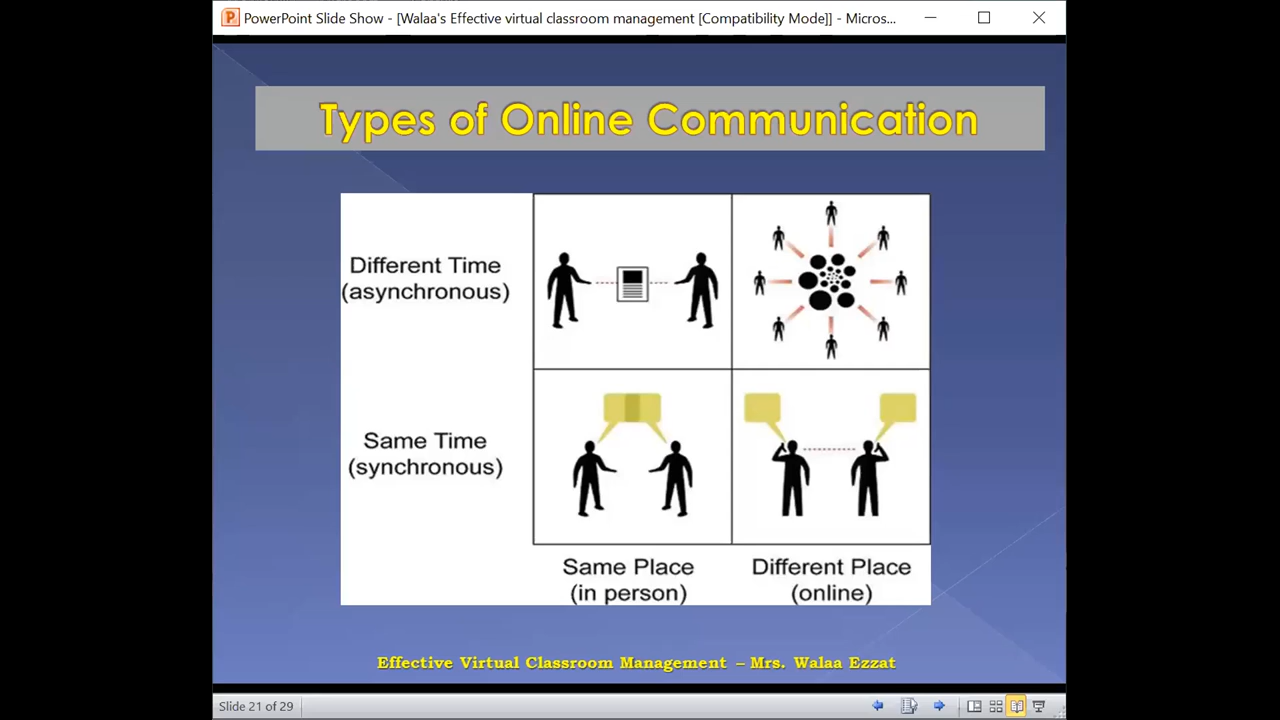 PowerPoint Slide Show - [Walaa's Effective virtual classroom management [Compatibility Mode]] - Micros...
Types of Online Communication
Different Time
(asynchronous)
Same Time
(synchronous)
Same Place
(in person)
Different Place
(online)
Effective Virtual Classroom Management – Mrs. Walaa Ezzat
Slide 21 of 29